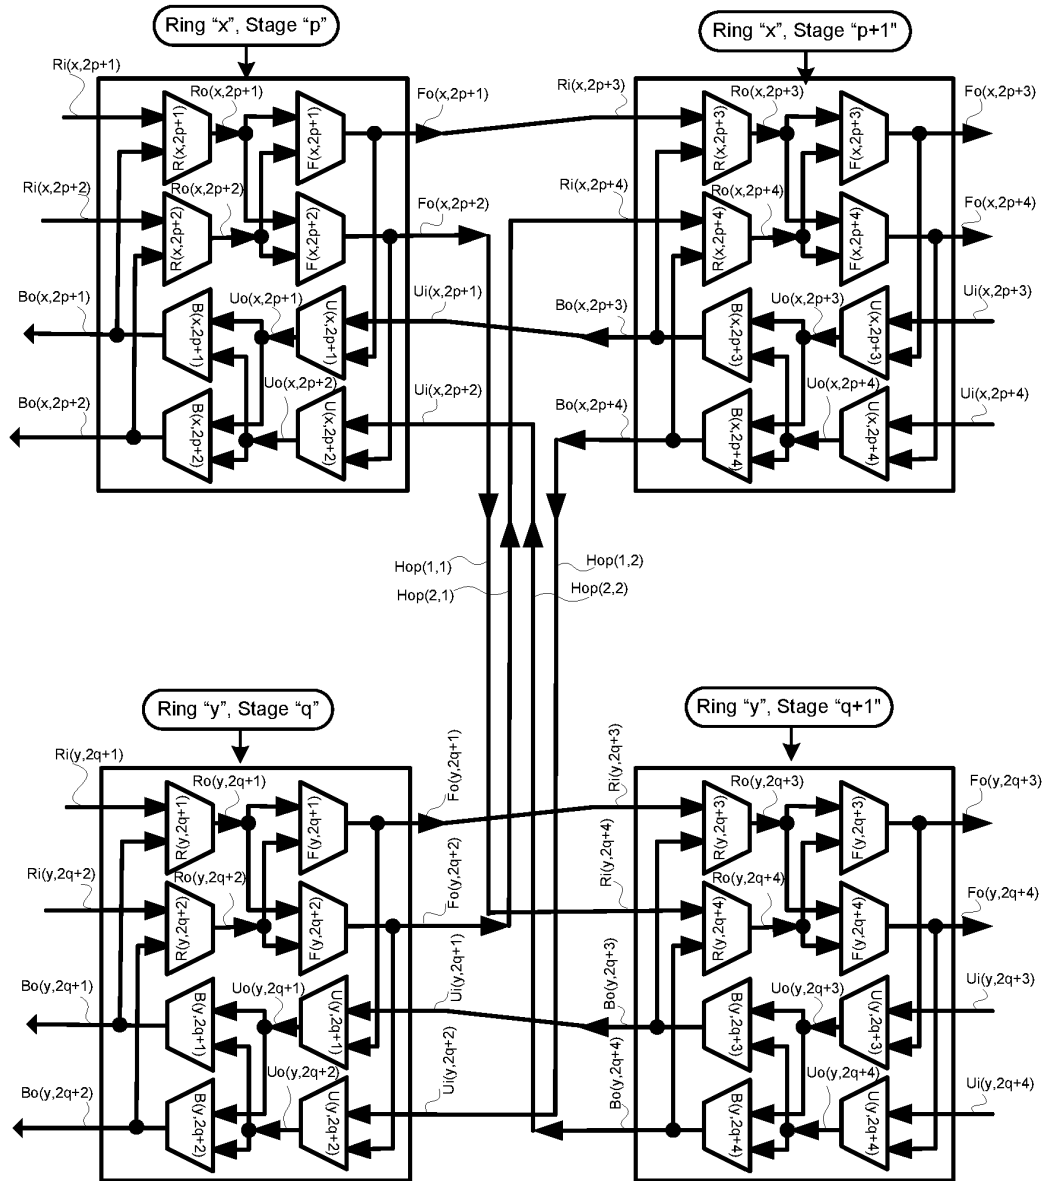 Ring “x”, Stage “p”
Ring “x”, Stage “p+1"
Ri(x,2p+1)
Ro(x,2p+1)
Fo(x,2p+1)
R(x,2p+1)
F(x,2p+1)
Ri(x,2p+2)
Ro(x,2p+2)
Fo(x,2p+2)
R(x,2p+2)
F(x,2p+2)
Bo(x,2p+1)
Uo(x,2p+1)
Ui(x,2p+1)
B(x,2p+1)
U(x,2p+1)
Bo(x,2p+2)
Uo(x,2p+2)
Ui(x,2p+2)
B(x,2p+2)
U(x,2p+2)
Ri(x,2p+3)
Ro(x,2p+3)
Fo(x,2p+3)
R(x,2p+3)
F(x,2p+3)
Ri(x,2p+4)
Ro(x,2p+4)
Fo(x,2p+4)
R(x,2p+4)
F(x,2p+4)
Bo(x,2p+3)
Uo(x,2p+3)
Ui(x,2p+3)
B(x,2p+3)
U(x,2p+3)
Bo(x,2p+4)
Uo(x,2p+4)
Ui(x,2p+4)
B(x,2p+4)
U(x,2p+4)
Hop(1,1)
Hop(1,2)
Hop(2,1)
Hop(2,2)
Ring “y”, Stage “q”
Ring “y”, Stage “q+1"
Ri(y,2q+1)
Ro(y,2q+1)
Fo(y,2q+1)
R(y,2q+1)
F(y,2q+1)
Ri(y,2q+2)
Ro(y,2q+2)
Fo(y,2q+2)
R(y,2q+2)
F(y,2q+2)
Bo(y,2q+1)
Uo(y,2q+1)
Ui(y,2q+1)
B(y,2q+1)
U(y,2q+1)
Bo(y,2q+2)
Uo(y,2q+2)
Ui(y,2q+2)
B(y,2q+2)
U(y,2q+2)
Ri(y,2q+3)
Ro(y,2q+3)
Fo(y,2q+3)
R(y,2q+3)
F(y,2q+3)
Ri(y,2q+4)
Ro(y,2q+4)
Fo(y,2q+4)
R(y,2q+4)
F(y,2q+4)
Bo(y,2q+3)
Uo(y,2q+3)
Ui(y,2q+3)
B(y,2q+3)
U(y,2q+3)
Bo(y,2q+4)
Uo(y,2q+4)
Ui(y,2q+4)
B(y,2q+4)
U(y,2q+4)